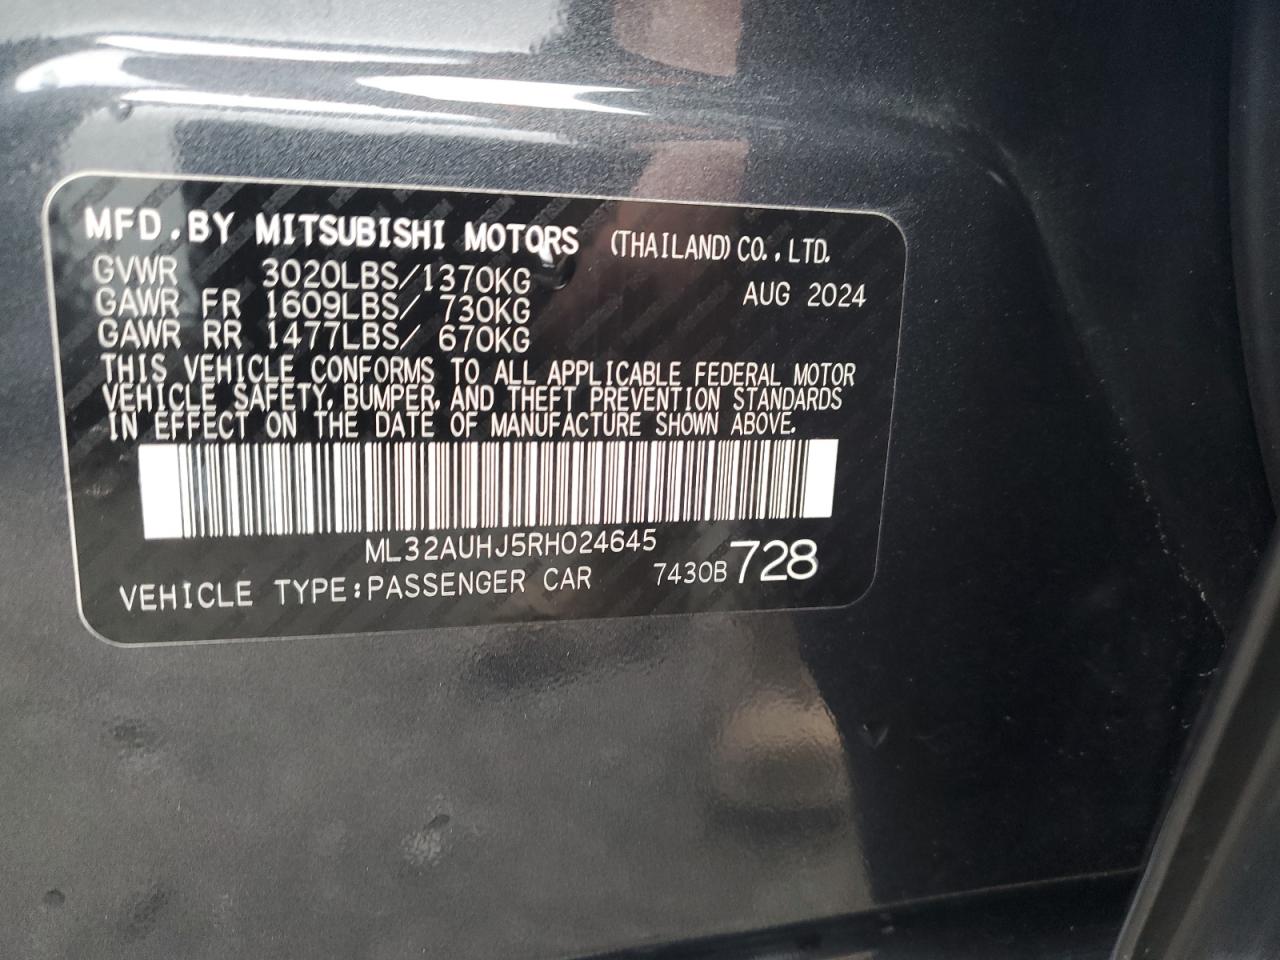 MFD.BY MITSUBISHI MOTORS (THAILAND) CO.,LTD.
GVWR 3020LBS/1370KG AUG 2024
GAWR FR 1609LBS/ 730KG
GAWR RR 1477LBS/ 670KG
THIS VEHICLE CONFORMS TO ALL APPLICABLE FEDERAL MOTOR
VEHICLE SAFETY, BUMPER, AND THEFT PREVENTION STANDARDS
IN EFFECT ON THE DATE OF MANUFACTURE SHOWN ABOVE.
ML32AUHJ5RH024645
VEHICLE TYPE:PASSENGER CAR 7430B 728